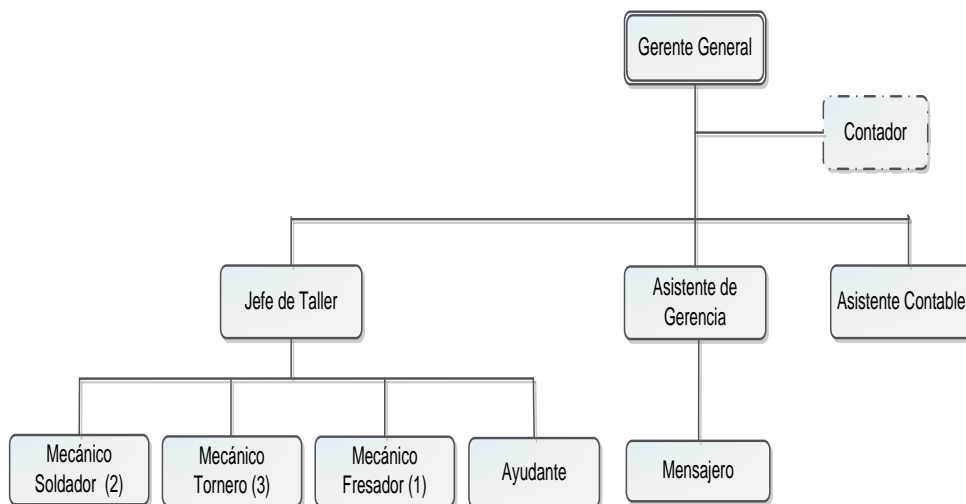 Gerente General
Contador
Jefe de Taller
Asistente de
Gerencia
Asistente Contable
Mecánico
Soldador (2)
Mecánico
Tornero (3)
Mecánico
Fresador (1)
Ayudante
Mensajero